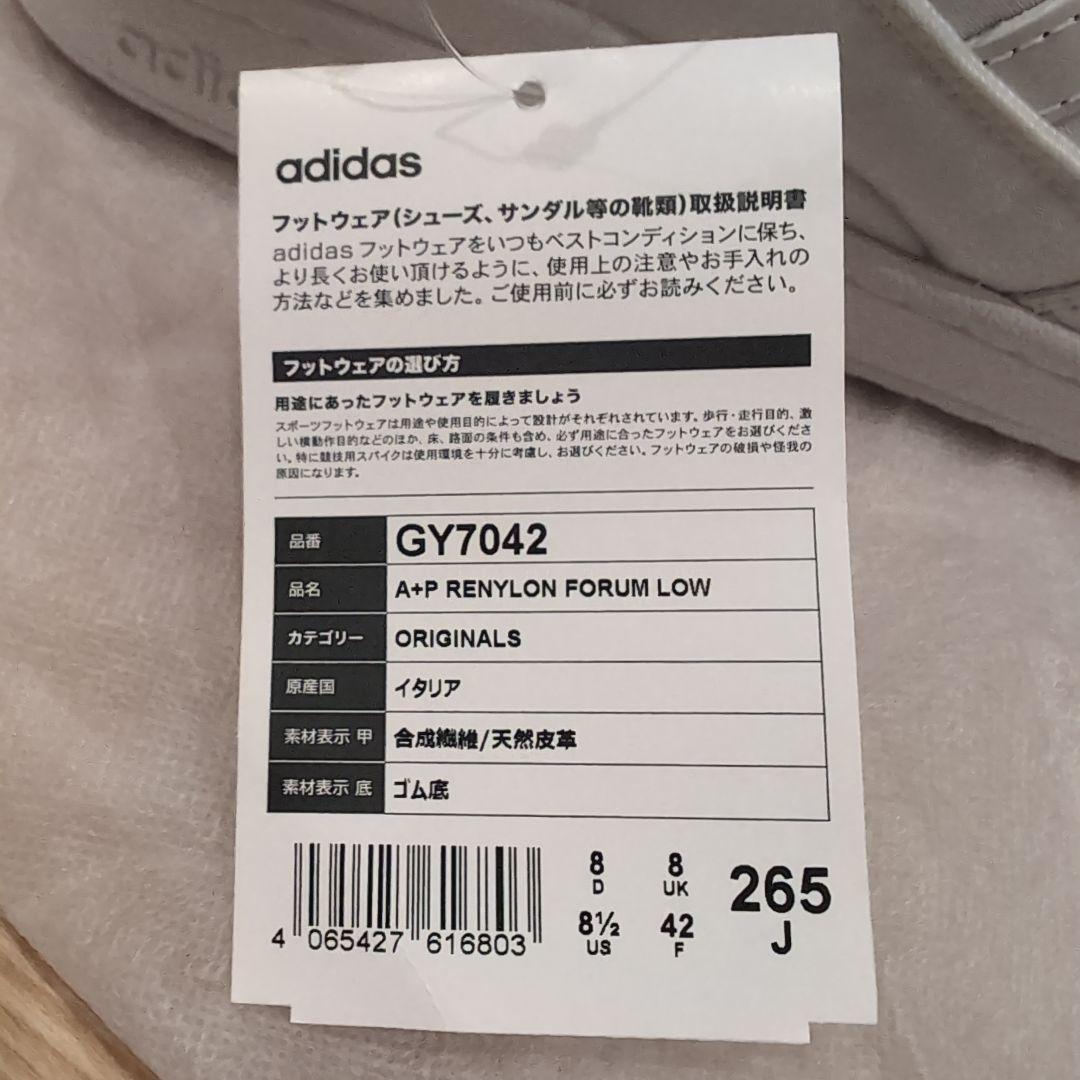 adidas
フットウェア(シューズ、サンダル等の靴類)取扱説明書
adidas フットウェアをいつもベストコンディションに保ち、
より長くお使い頂けるように、使用上の注意やお手入れの
方法などを集めました。ご使用前に必ずお読みください。
フットウェアの選び方
用途にあったフットウェアを履きましょう
スポーツフットウェアは用途や使用目的によって設計がそれぞれされています。歩行・走行目的、激
しい横動作目的などのほか、床、路面の条件も含め、必ず用途に合ったフットウェアをお選びくださ
い。特に競技用スパイクは使用環境を十分に考慮し、お選びください。フットウェアの破損や怪我の
原因になります。
品番 GY7042
品名 A+P RENYLON FORUM LOW
カテゴリー ORIGINALS
原産国 イタリア
素材表示 甲 合成繊維/天然皮革
素材表示 底 ゴム底
4 065427 616803
8 8 265
D UK
8½ 42 J
US F